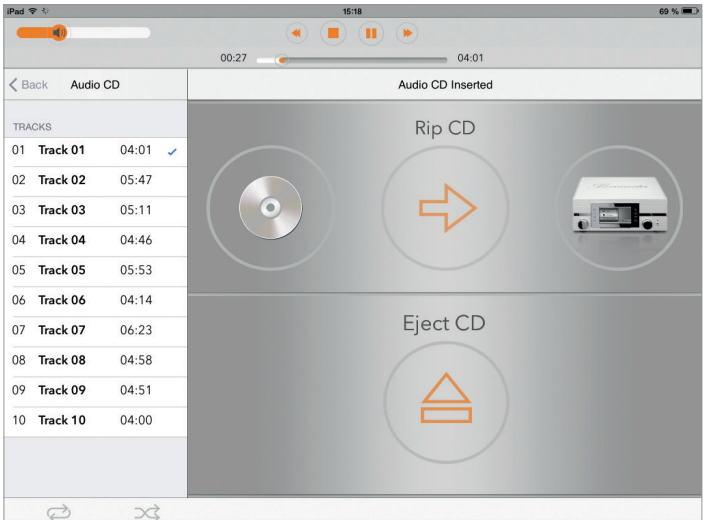 iPad 15:18 69 %
00:27 04:01
Back Audio CD Audio CD Inserted
TRACKS
01 Track 01 04:01
02 Track 02 05:47
03 Track 03 05:11
04 Track 04 04:46
05 Track 05 05:53
06 Track 06 04:14
07 Track 07 06:23
08 Track 08 04:58
09 Track 09 04:51
10 Track 10 04:00
Rip CD
Eject CD